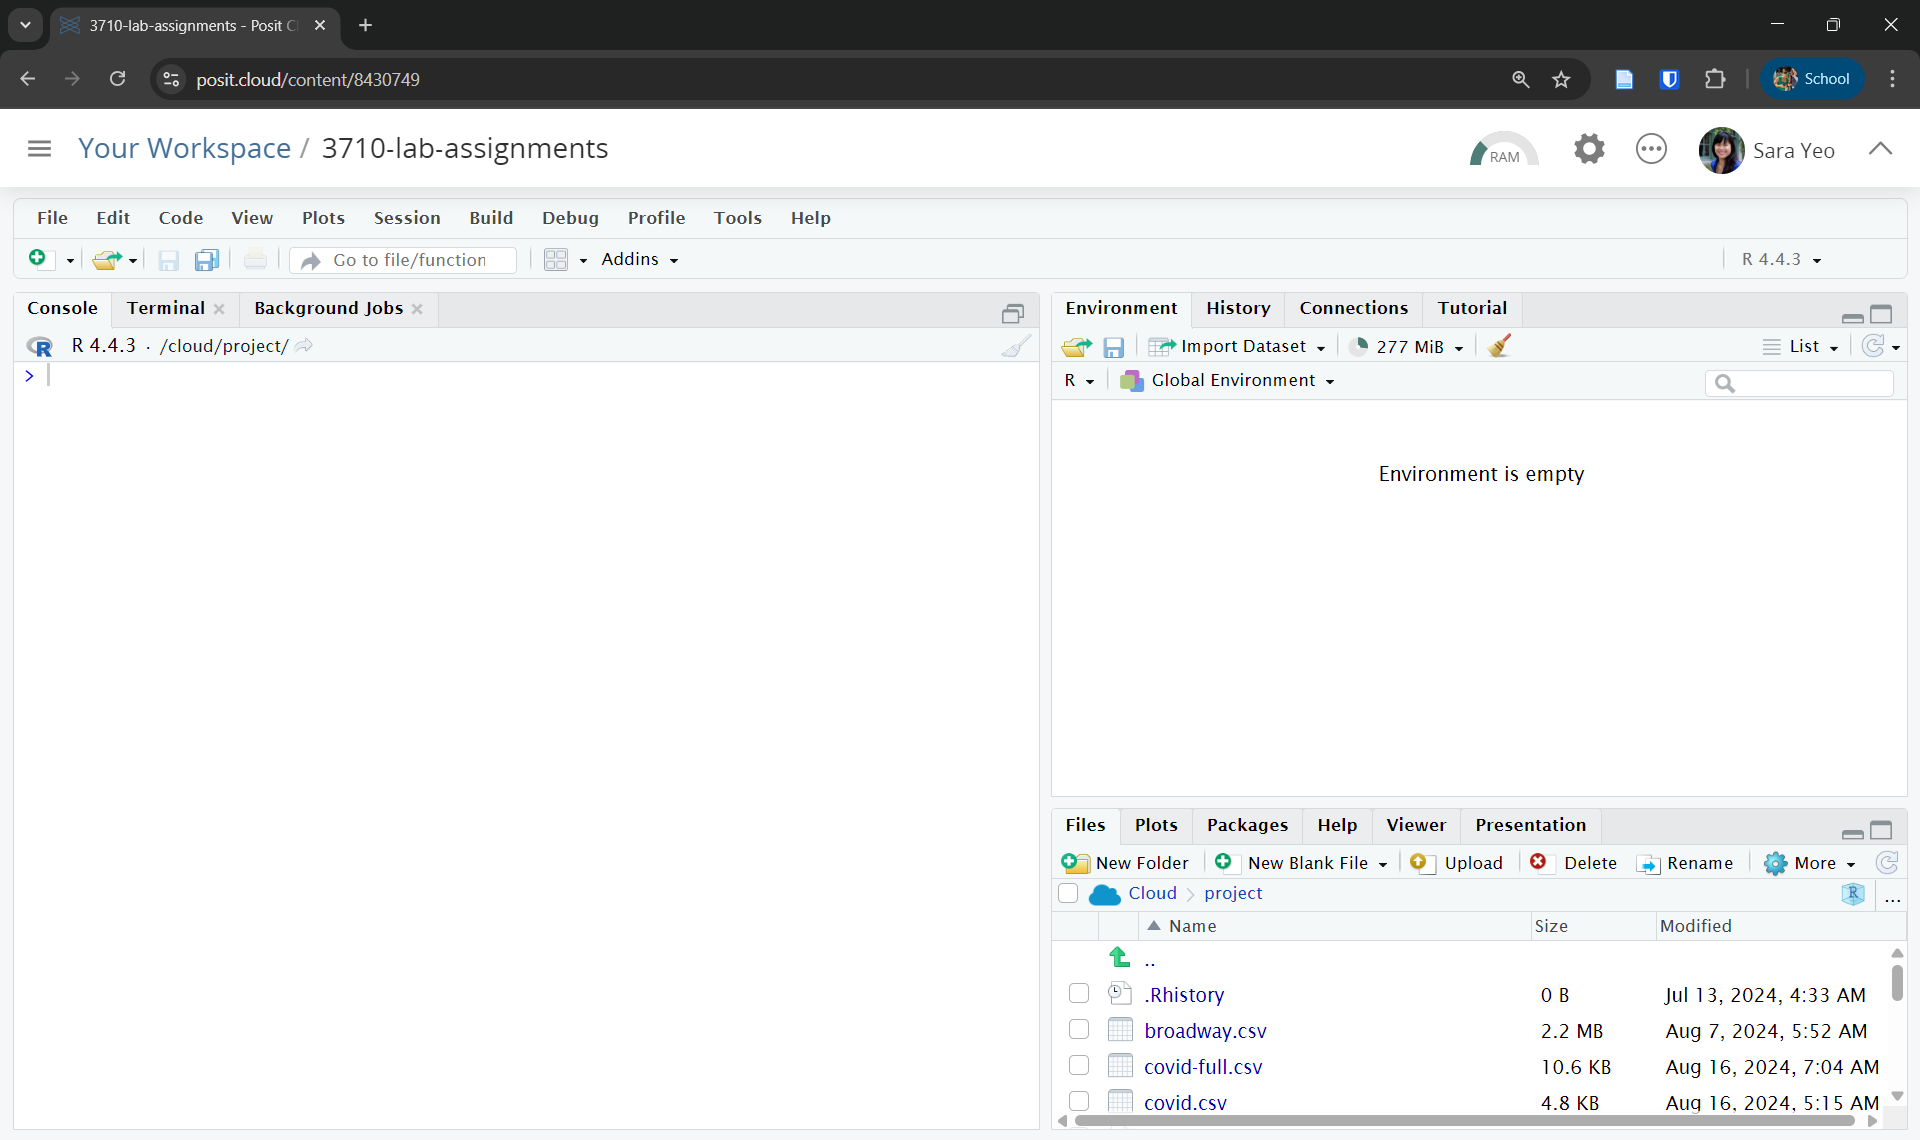 3710-lab-assignments - Posit Cl
posit.cloud/content/8430749
School
Your Workspace / 3710-lab-assignments
RAM
Sara Yeo
File Edit Code View Plots Session Build Debug Profile Tools Help
Go to file/function
Addins
R 4.4.3
Console Terminal Background Jobs
R 4.4.3 · /cloud/project/
>
Environment History Connections Tutorial
Import Dataset
277 MiB
List
R
Global Environment
Environment is empty
Files Plots Packages Help Viewer Presentation
New Folder New Blank File Upload Delete Rename More
Cloud project
R
...
Name Size Modified
..
.Rhistory 0 B Jul 13, 2024, 4:33 AM
broadway.csv 2.2 MB Aug 7, 2024, 5:52 AM
covid-full.csv 10.6 KB Aug 16, 2024, 7:04 AM
covid.csv 4.8 KB Aug 16, 2024, 5:15 AM